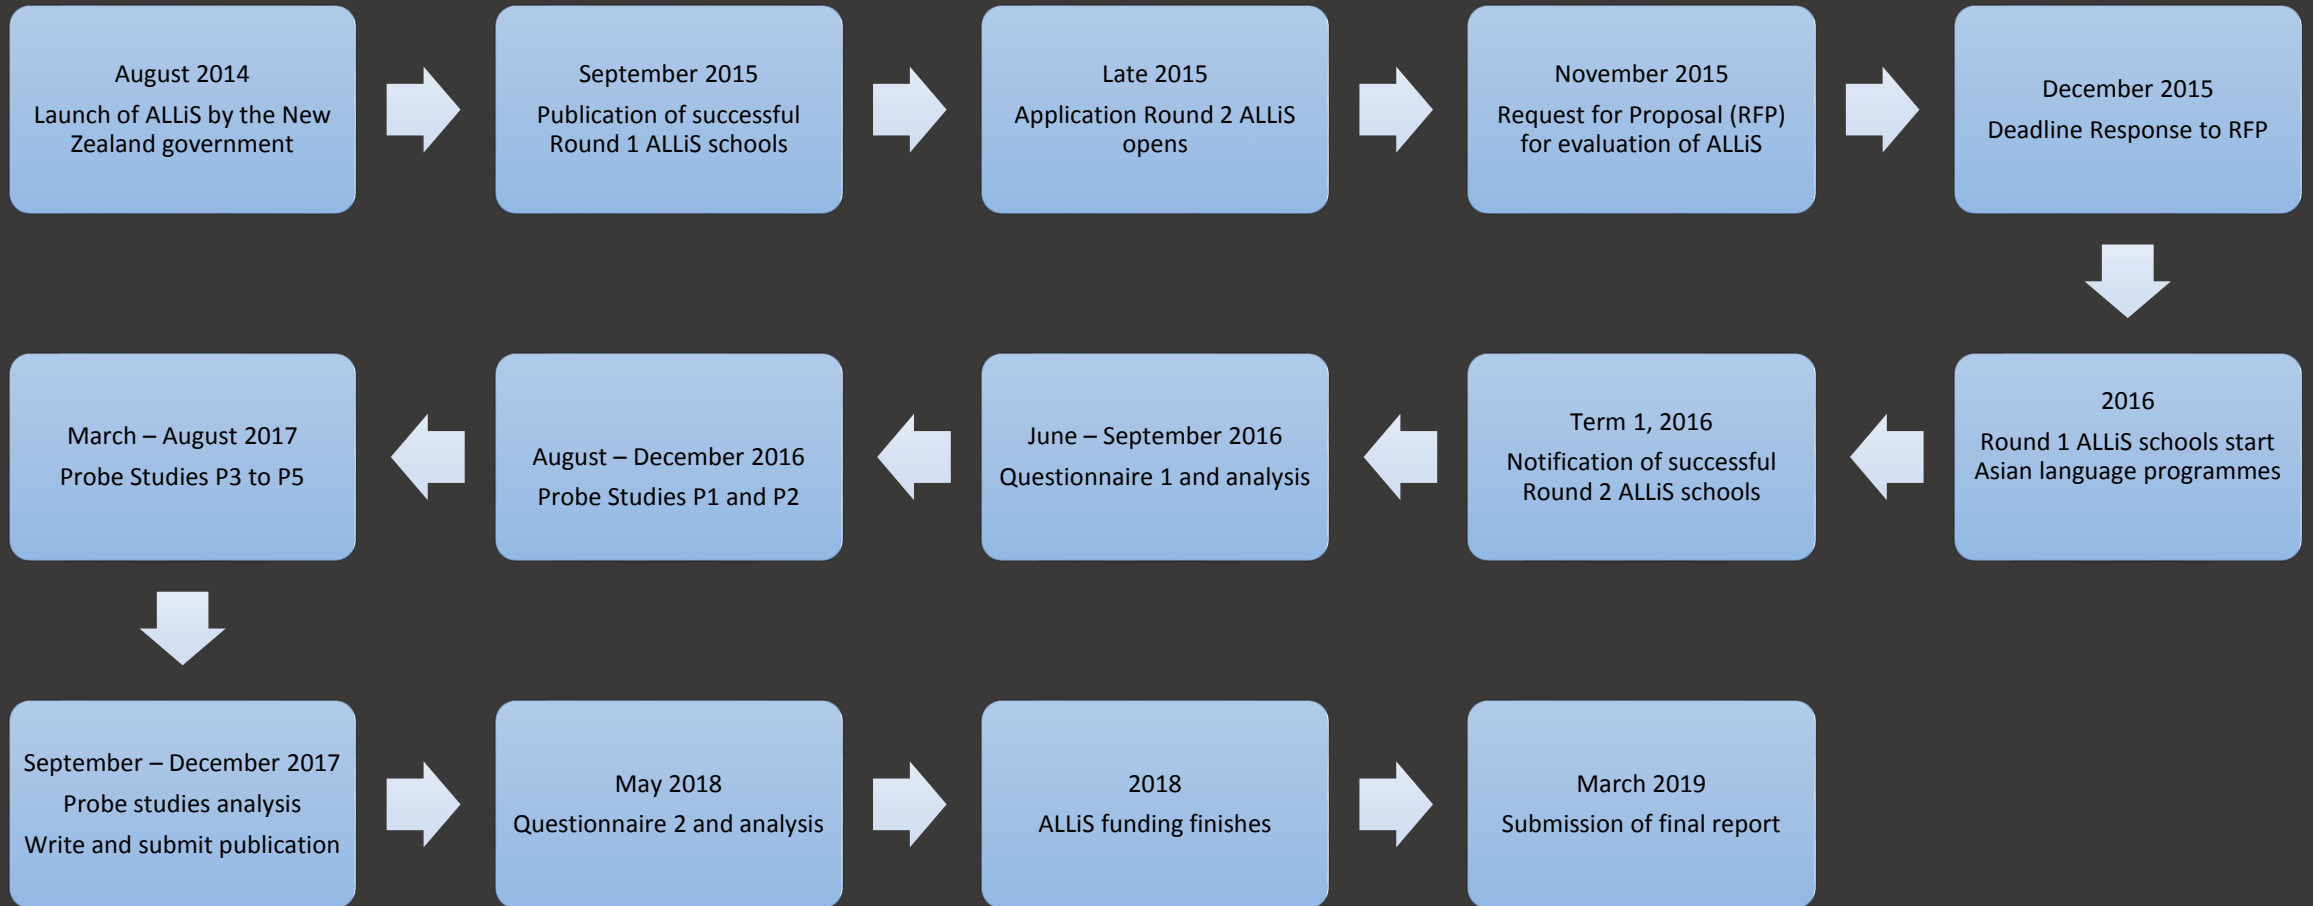 August 2014
Launch of ALLiS by the New
Zealand government
September 2015
Publication of successful
Round 1 ALLiS schools
Late 2015
Application Round 2 ALLiS
opens
November 2015
Request for Proposal (RFP)
for evaluation of ALLiS
December 2015
Deadline Response to RFP
2016
Round 1 ALLiS schools start
Asian language programmes
Term 1, 2016
Notification of successful
Round 2 ALLiS schools
June – September 2016
Questionnaire 1 and analysis
August – December 2016
Probe Studies P1 and P2
March – August 2017
Probe Studies P3 to P5
September – December 2017
Probe studies analysis
Write and submit publication
May 2018
Questionnaire 2 and analysis
2018
ALLiS funding finishes
March 2019
Submission of final report